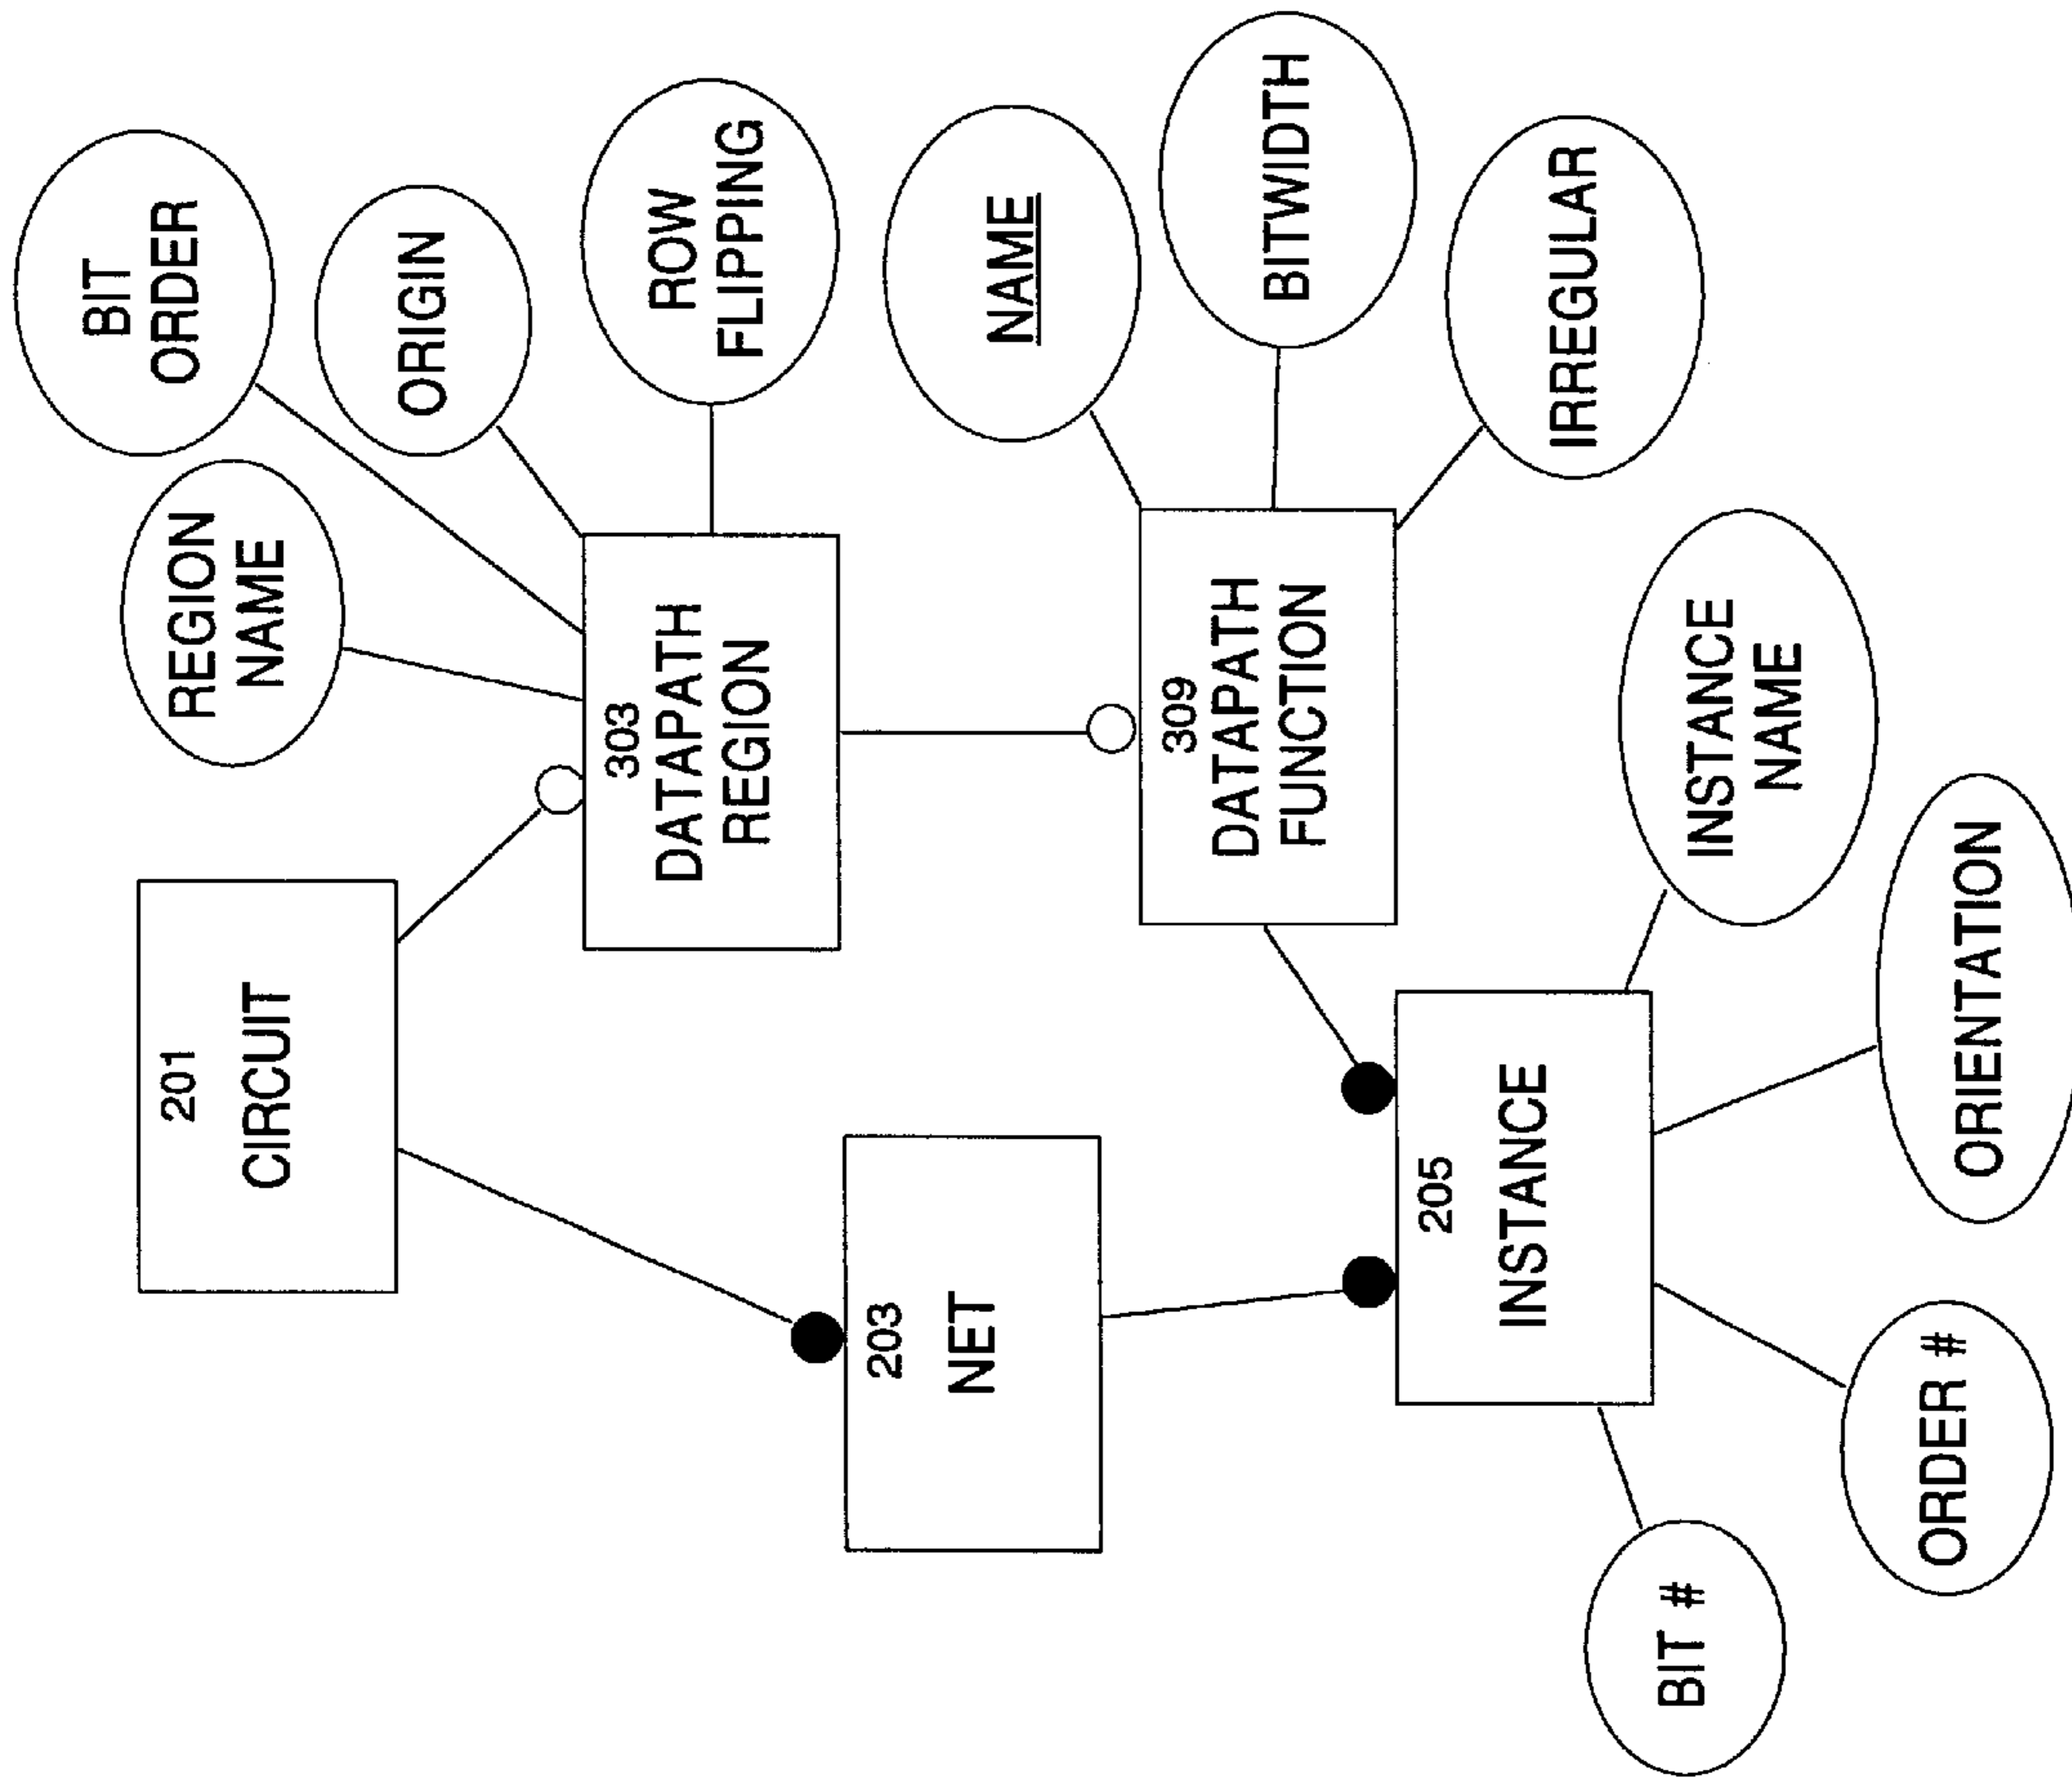 BIT
ORDER
REGION
NAME
ORIGIN
ROW
FLIPPING
201
CIRCUIT
303
DATAPATH
REGION
NAME
BITWIDTH
IRREGULAR
203
NET
309
DATAPATH
FUNCTION
205
INSTANCE
INSTANCE
NAME
ORIENTATION
ORDER #
BIT #